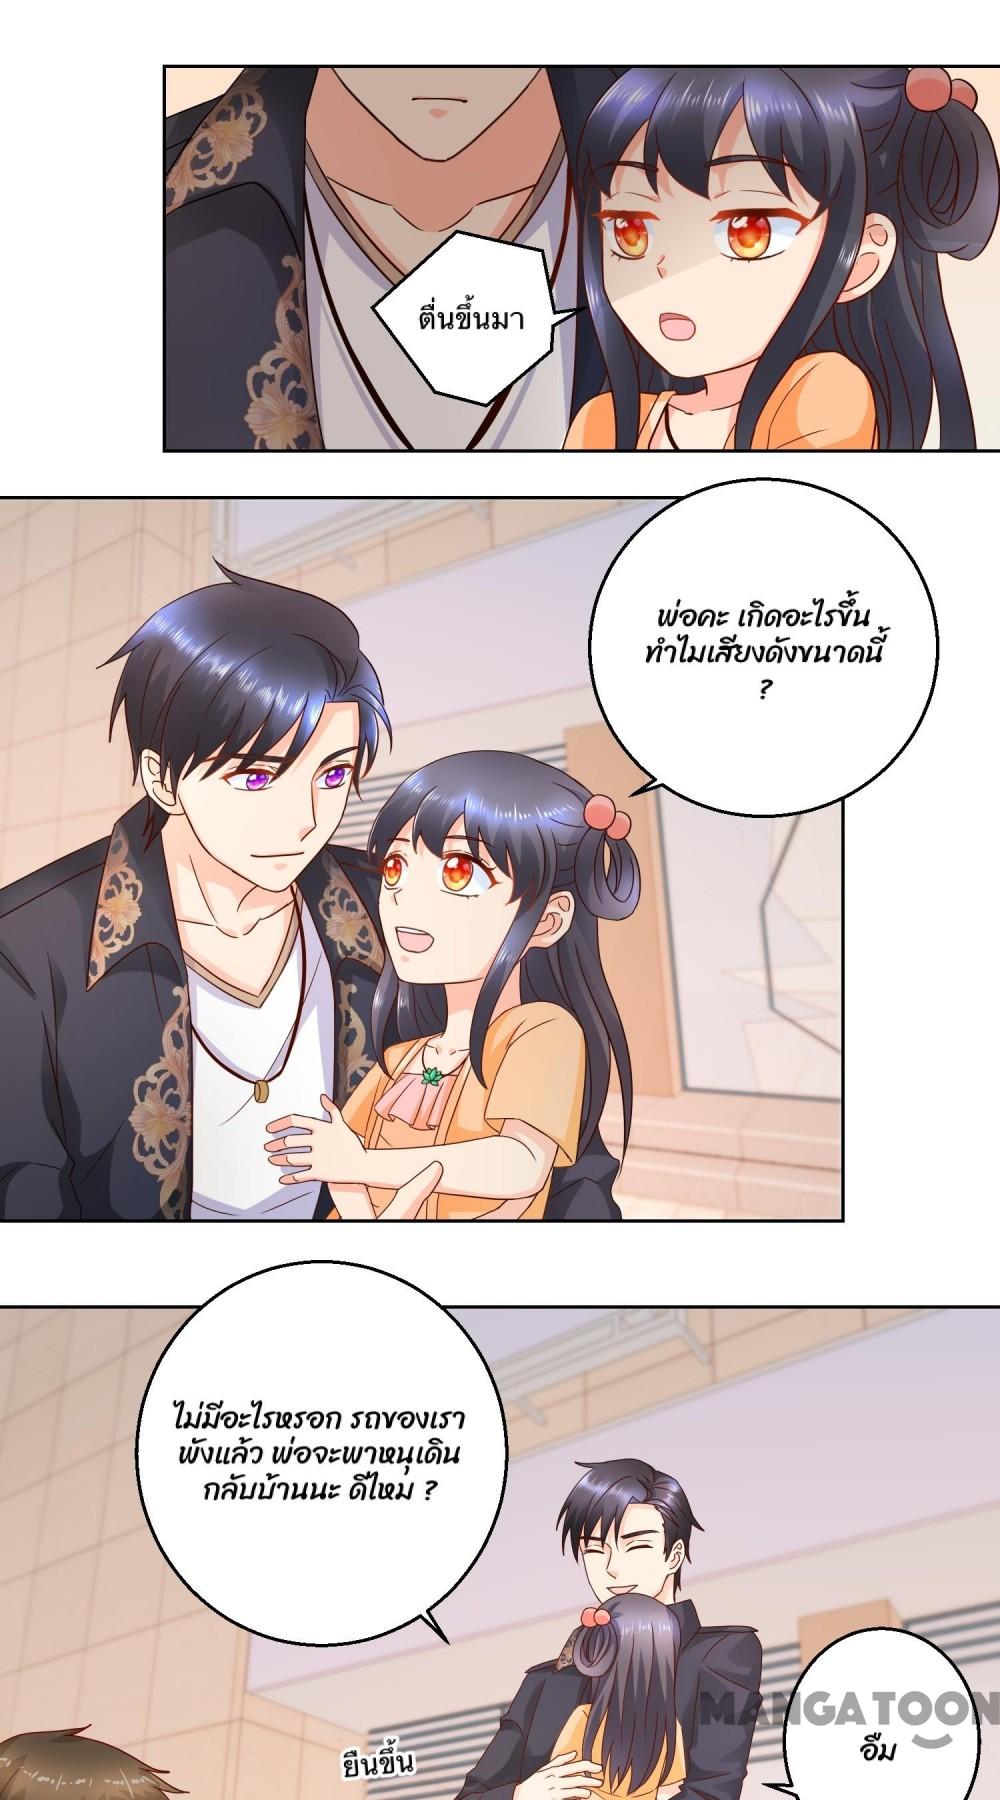 ตื่นขึ้นมา
พ่อคะ เกิดอะไรขึ้น
ทำไมเสียงดังขนาดนี้
?
ไม่มีอะไรหรอก รถของเรา
พังแล้ว พ่อจะพาหนูเดิน
กลับบ้านนะ ดีไหม ?
MANGATOON
อืม
ยืนขึ้น